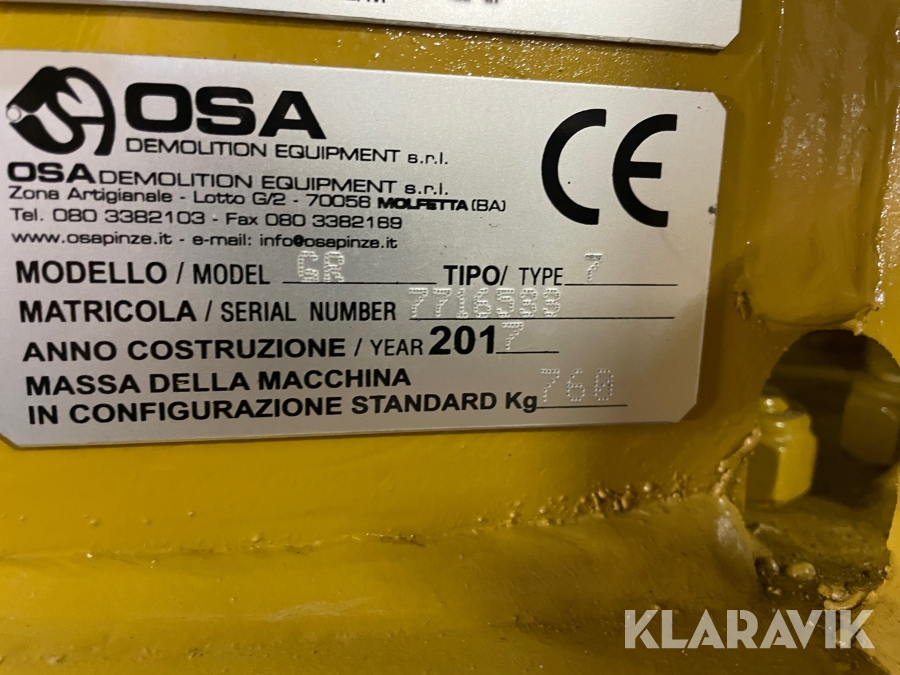 OSA
DEMOLITION EQUIPMENT s.r.l.
OSA DEMOLITION EQUIPMENT s.r.l.
Zona Artigianale - Lotto G/2 - 70056 MOLFETTA (BA)
Tel. 080 3382103 - Fax 080 3382169
www.osapinze.it - e-mail: info@osapinze.it
CE
MODELLO / MODEL GR TIPO/ TYPE 7
MATRICOLA / SERIAL NUMBER 7716533
ANNO COSTRUZIONE / YEAR 2017
MASSA DELLA MACCHINA
IN CONFIGURAZIONE STANDARD Kg 760
KLARAVIK